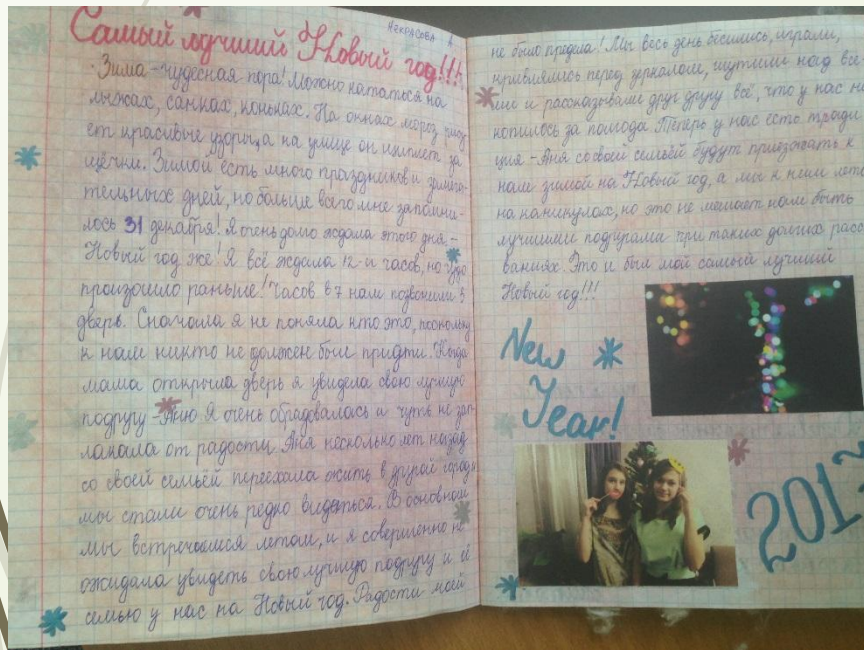 Некрасова А
Самый лучший Новый год!!!
Зима – чудесная пора! Можно кататься на
лыжах, санках, коньках. На окнах мороз рису
ет красивые узоры, а на улице он щиплет за
щёчки. Зимой есть много праздников и замеча-
тельных дней, но больше всего мне запомни-
лось 31 декабря! Я очень долго ждала этого дня –
Новый год же! Я всё ждала 12-и часов, но чудо
произошло раньше! Часов в 7 нам позвонили в
дверь. Сначала я не поняла кто это, поскольку
к нам никто не должен был придти. Когда
мама открыла дверь я увидела свою лучшую
подругу – Аню Я очень обрадовалась а чуть не зап-
лакала от радости. Аня несколько лет назад
со своей семьёй переехала жить в другой город и
мы стали очень редко видеться. В основном
мы встречаемся летом, и я совершенно не
ожидала увидеть свою лучшую подругу и её
семью у нас на Новый год. Радости моей
не было предела! Мы весь день бесились, играли,
кривлялись перед зеркалом, шутили над все
ми и рассказывали друг другу всё, что у нас на
копилось за полгода Теперь у нас есть тради
ция – Аня со своей семьёй будут приезжать к
нам зимой на Новый год, а мы к ним летом
на каникулах, но это не мешает нам быть
лучшими подругами при таких долгих расс
ваниях. Это и был мой самый лучший
Новый год!!!
New
Year!
2017